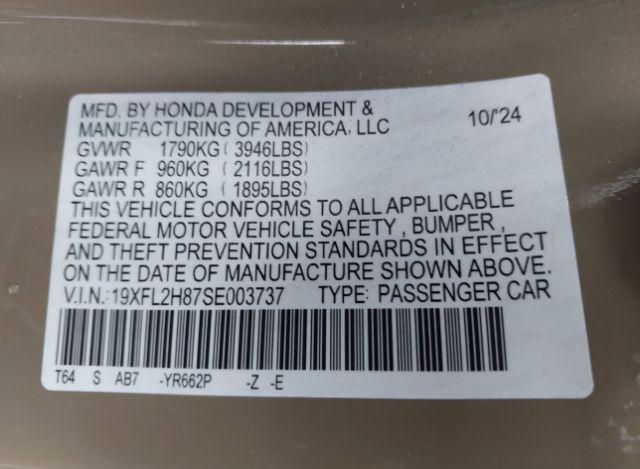 MFD. BY HONDA DEVELOPMENT &
MANUFACTURING OF AMERICA, LLC 10/'24
GVWR 1790KG ( 3946LBS)
GAWR F 960KG ( 2116LBS)
GAWR R 860KG ( 1895LBS)
THIS VEHICLE CONFORMS TO ALL APPLICABLE
FEDERAL MOTOR VEHICLE SAFETY , BUMPER ,
AND THEFT PREVENTION STANDARDS IN EFFECT
ON THE DATE OF MANUFACTURE SHOWN ABOVE.
V.I.N.:19XFL2H87SE003737 TYPE: PASSENGER CAR
T64 S AB7 -YR662P -Z -E